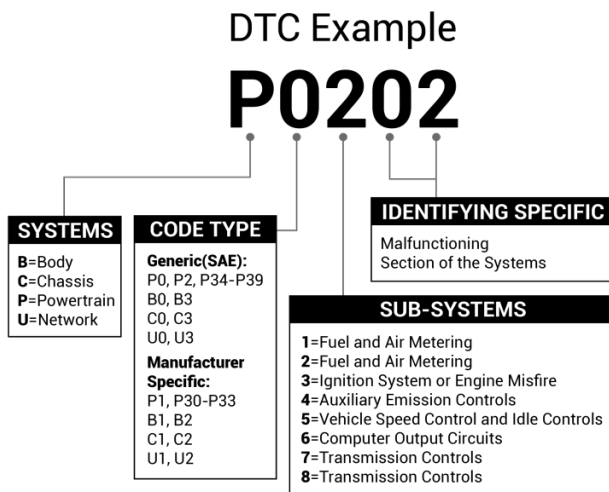 DTC Example
P0202
SYSTEMS
B=Body
C=Chassis
P=Powertrain
U=Network
CODE TYPE
Generic(SAE):
P0, P2, P34-P39
B0, B3
C0, C3
U0, U3
Manufacturer
Specific:
P1, P30-P33
B1, B2
C1, C2
U1, U2
IDENTIFYING SPECIFIC
Malfunctioning
Section of the Systems
SUB-SYSTEMS
1=Fuel and Air Metering
2=Fuel and Air Metering
3=Ignition System or Engine Misfire
4=Auxiliary Emission Controls
5=Vehicle Speed Control and Idle Controls
6=Computer Output Circuits
7=Transmission Controls
8=Transmission Controls